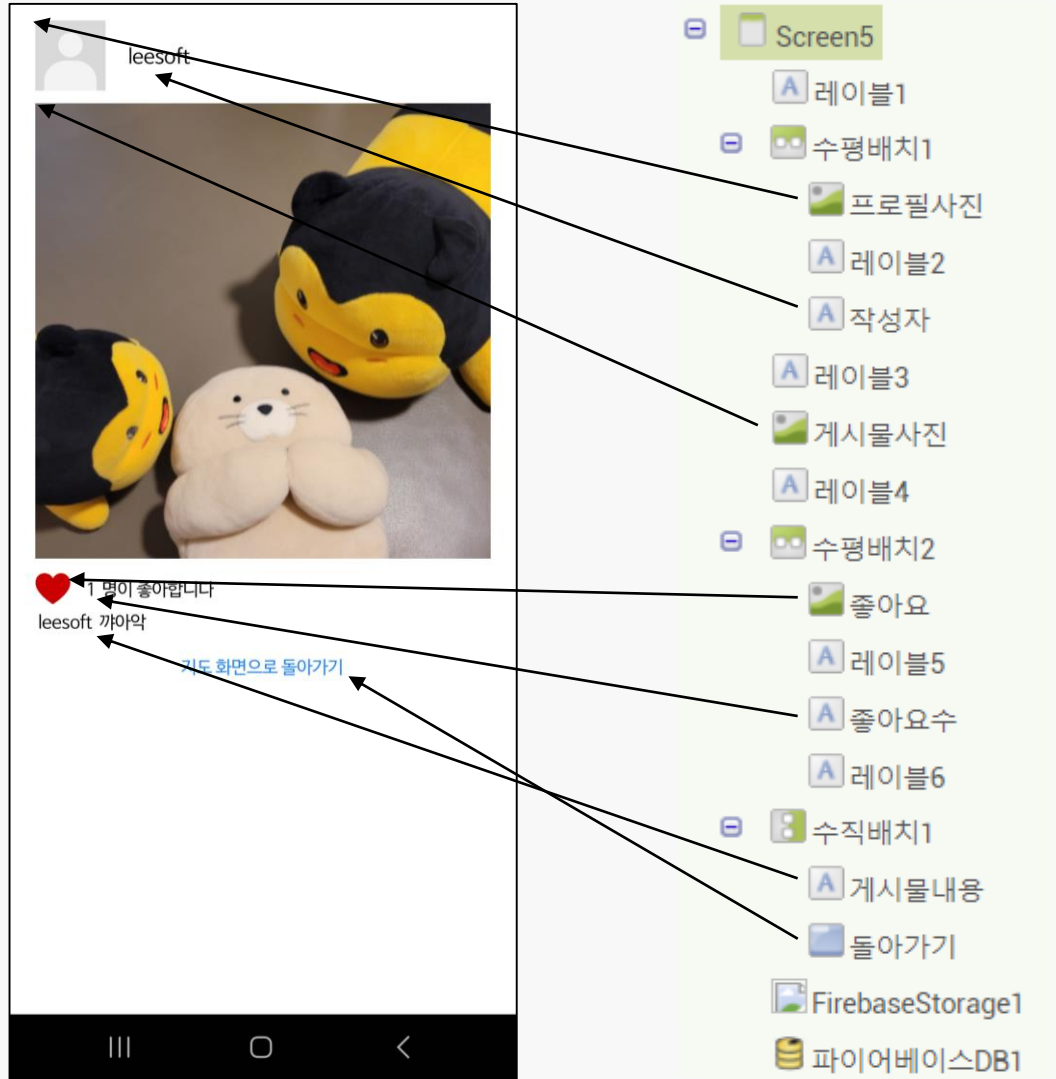 leesoft
1 명이 좋아합니다
leesoft 꺄아악
지도 화면으로 돌아가기
Screen5
레이블1
수평배치1
프로필사진
레이블2
작성자
레이블3
게시물사진
레이블4
수평배치2
좋아요
레이블5
좋아요수
레이블6
수직배치1
게시물내용
돌아가기
FirebaseStorage1
파이어베이스DB1